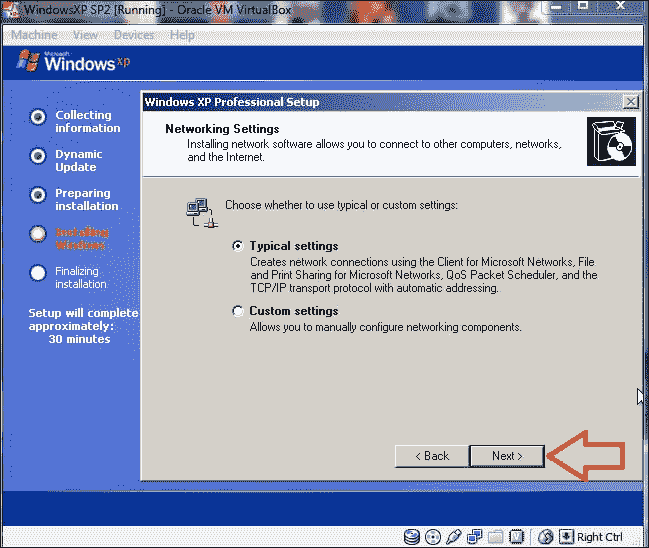 WindowsXP SP2 [Running] - Oracle VM VirtualBox
Machine View Devices Help
Microsoft
Windows xp
Collecting
information
Dynamic
Update
Preparing
installation
Installing
Windows
Finalizing
installation
Setup will complete
approximately:
30 minutes
Windows XP Professional Setup
Networking Settings
Installing network software allows you to connect to other computers, networks,
and the Internet.
Choose whether to use typical or custom settings:
Typical settings
Creates network connections using the Client for Microsoft Networks, File
and Print Sharing for Microsoft Networks, QoS Packet Scheduler, and the
TCP/IP transport protocol with automatic addressing.
Custom settings
Allows you to manually configure networking components.
< Back Next >
Right Ctrl